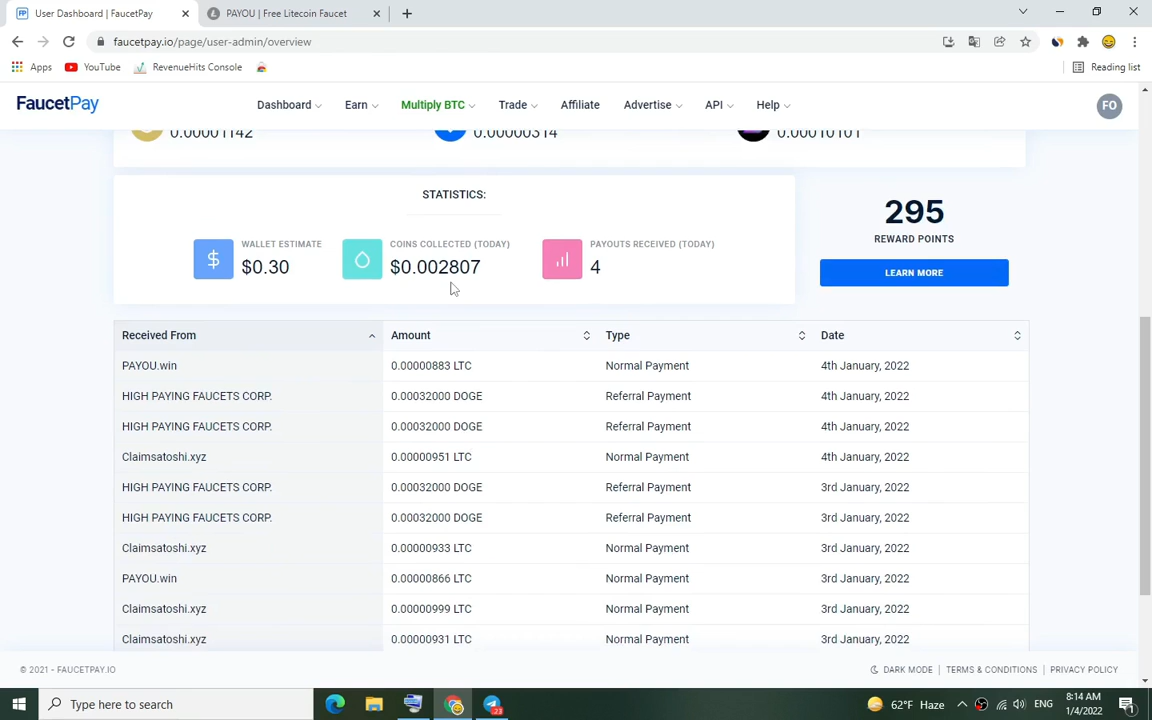 User Dashboard | FaucetPay
PAYOU | Free Litecoin Faucet
faucetpay.io/page/user-admin/overview
Apps YouTube RevenueHits Console Reading list
FaucetPay Dashboard Earn Multiply BTC Trade Affiliate Advertise API Help FO
0.00001142 0.00000314 0.00010101
STATISTICS:
WALLET ESTIMATE
$0.30
COINS COLLECTED (TODAY)
$0.002807
PAYOUTS RECEIVED (TODAY)
4
295
REWARD POINTS
LEARN MORE
Received From Amount Type Date
PAYOU.win 0.00000883 LTC Normal Payment 4th January, 2022
HIGH PAYING FAUCETS CORP. 0.00032000 DOGE Referral Payment 4th January, 2022
HIGH PAYING FAUCETS CORP. 0.00032000 DOGE Referral Payment 4th January, 2022
Claimsatoshi.xyz 0.00000951 LTC Normal Payment 4th January, 2022
HIGH PAYING FAUCETS CORP. 0.00032000 DOGE Referral Payment 3rd January, 2022
HIGH PAYING FAUCETS CORP. 0.00032000 DOGE Referral Payment 3rd January, 2022
Claimsatoshi.xyz 0.00000933 LTC Normal Payment 3rd January, 2022
PAYOU.win 0.00000866 LTC Normal Payment 3rd January, 2022
Claimsatoshi.xyz 0.00000999 LTC Normal Payment 3rd January, 2022
Claimsatoshi.xyz 0.00000931 LTC Normal Payment 3rd January, 2022
© 2021 - FAUCETPAY.IO DARK MODE | TERMS & CONDITIONS | PRIVACY POLICY
Type here to search 62°F Haze ENG 8:14 AM
1/4/2022